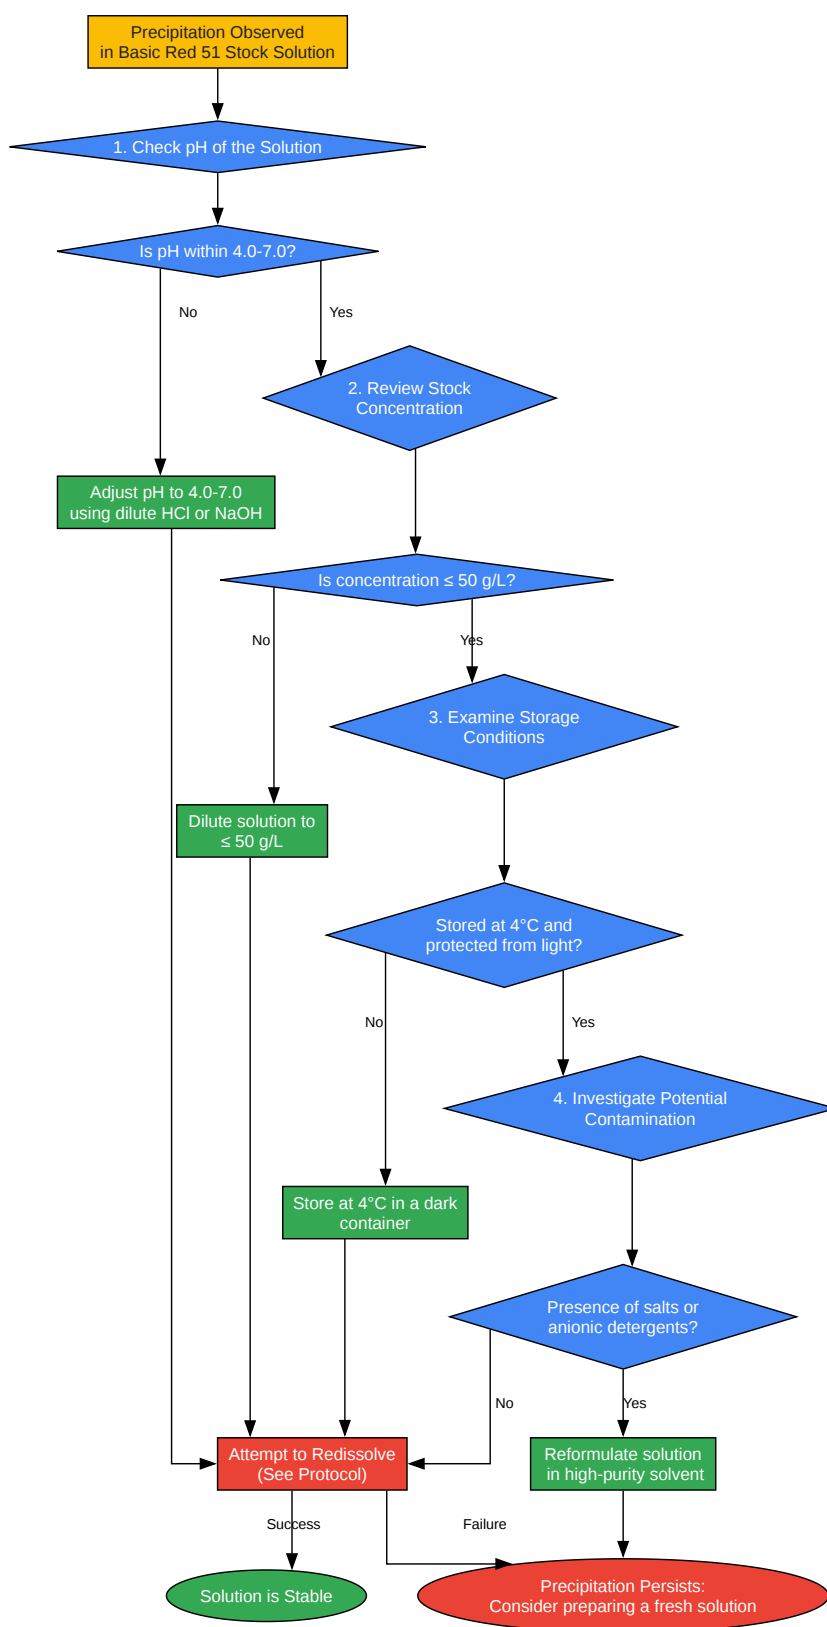 Precipitation Observed
in Basic Red 51 Stock Solution
1. Check pH of the Solution
Is pH within 4.0-7.0?
No
Yes
2. Review Stock
Concentration
Adjust pH to 4.0-7.0
using dilute HCl or NaOH
Is concentration ≤ 50 g/L?
No
Yes
3. Examine Storage
Conditions
Dilute solution to
≤ 50 g/L
Stored at 4°C and
protected from light?
No
Yes
4. Investigate Potential
Contamination
Store at 4°C in a dark
container
Presence of salts or
anionic detergents?
No
Yes
Attempt to Redissolve
(See Protocol)
Reformulate solution
in high-purity solvent
Success
Failure
Solution is Stable
Precipitation Persists:
Consider preparing a fresh solution